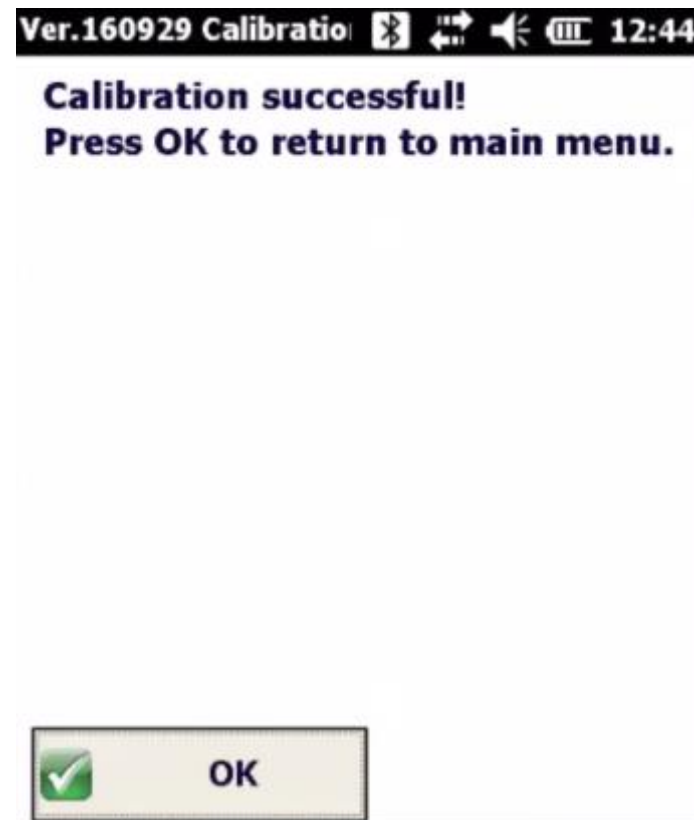 Ver.160929 Calibratio 12:44
Calibration successful!
Press OK to return to main menu.
OK